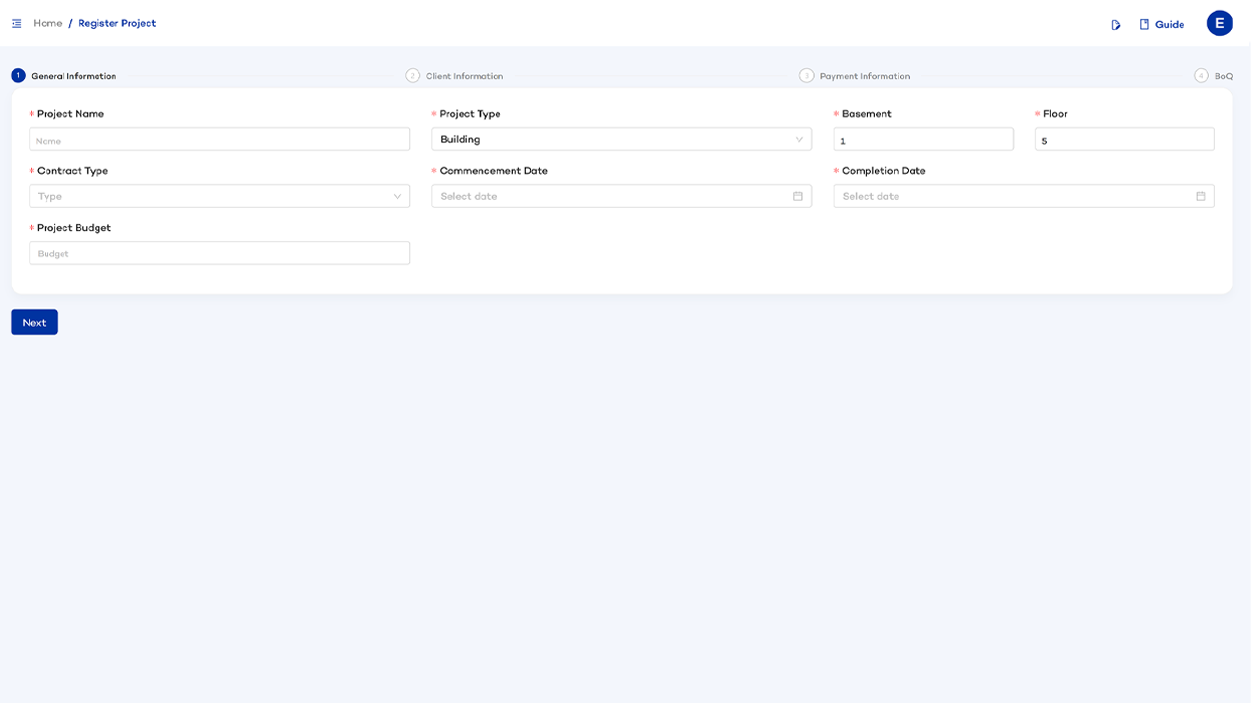 Home / Register Project
Guide
E
1 General Information
2 Client Information
3 Payment Information
4 BoQ
* Project Name
* Project Type
* Basement
* Floor
Name
Building
1
5
* Contract Type
* Commencement Date
* Completion Date
Type
Select date
Select date
* Project Budget
Budget
Next